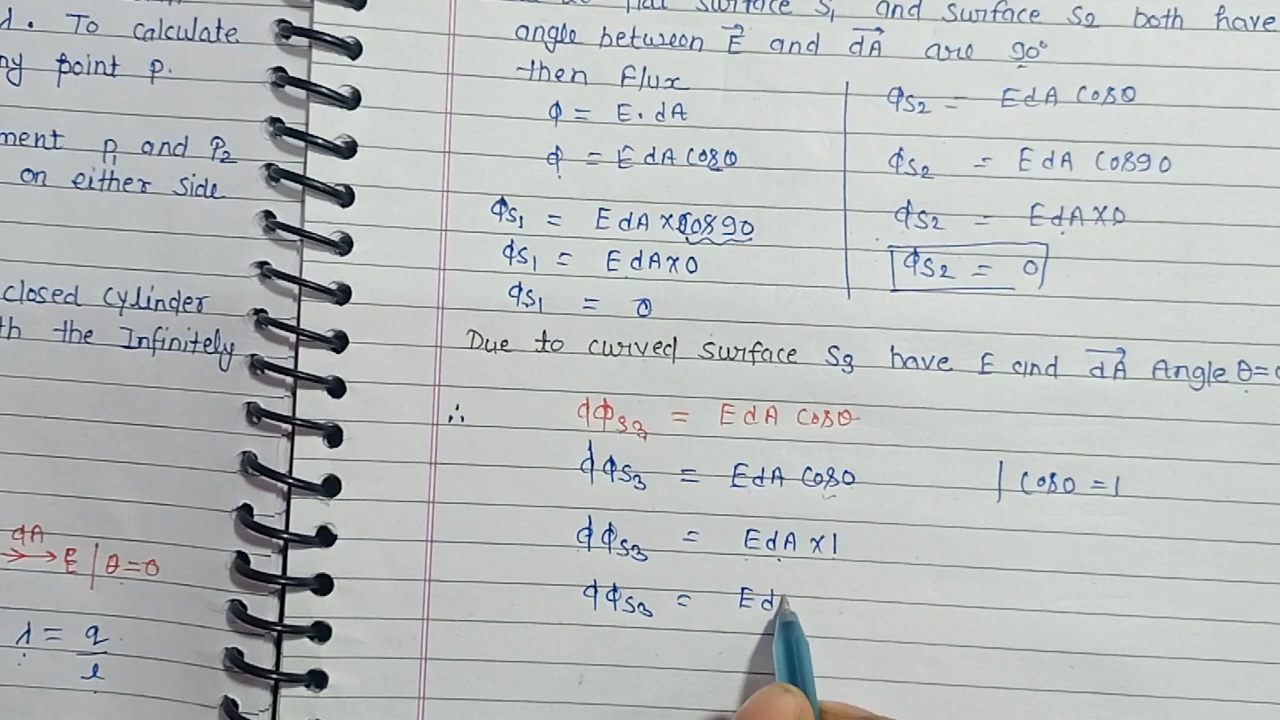 d. To calculate
ny point p.
ment P1 and P2
on either side
closed cylinder
th the Infinitely
dA
E | θ=0
λ = q
l
surface S1 and surface S2 both have
angle between E⃗ and dA⃗ are 90°
then Flux
ϕ = E.dA
ϕ = EdA cosθ
ϕS1 = EdA×cos90
ϕS1 = EdA×0
ϕS1 = 0
ϕS2 = EdA cosθ
ϕS2 = EdA cos90
ϕS2 = EdA×0
ϕS2 = 0
Due to curved surface S3 have E and dA⃗ Angle θ=
∴ dϕS3 = EdA cosθ
dϕS3 = EdA cos0 | cos0 = 1
dϕS3 = EdA×1
dϕS3 = Ed